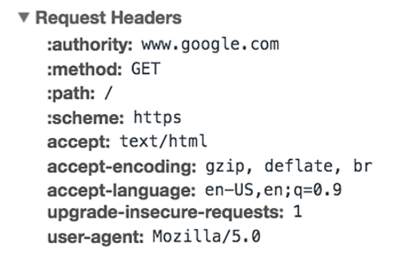 Request Headers
:authority: www.google.com
:method: GET
:path: /
:scheme: https
accept: text/html
accept-encoding: gzip, deflate, br
accept-language: en-US,en;q=0.9
upgrade-insecure-requests: 1
user-agent: Mozilla/5.0